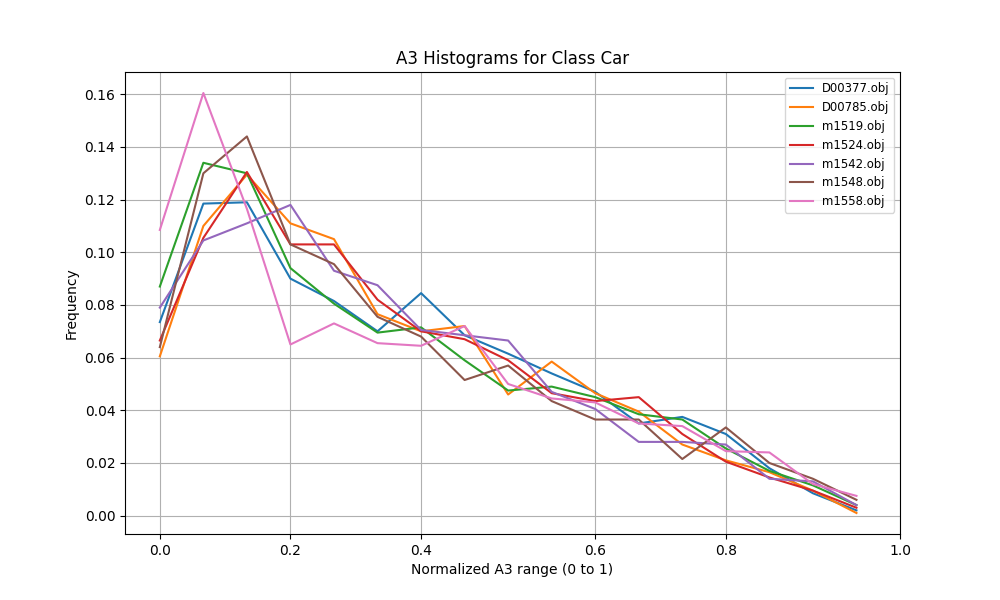 A3 Histograms for Class Car
D00377.obj
D00785.obj
m1519.obj
m1524.obj
m1542.obj
m1548.obj
m1558.obj
Frequency
0.16
0.14
0.12
0.10
0.08
0.06
0.04
0.02
0.00
0.0 0.2 0.4 0.6 0.8 1.0
Normalized A3 range (0 to 1)